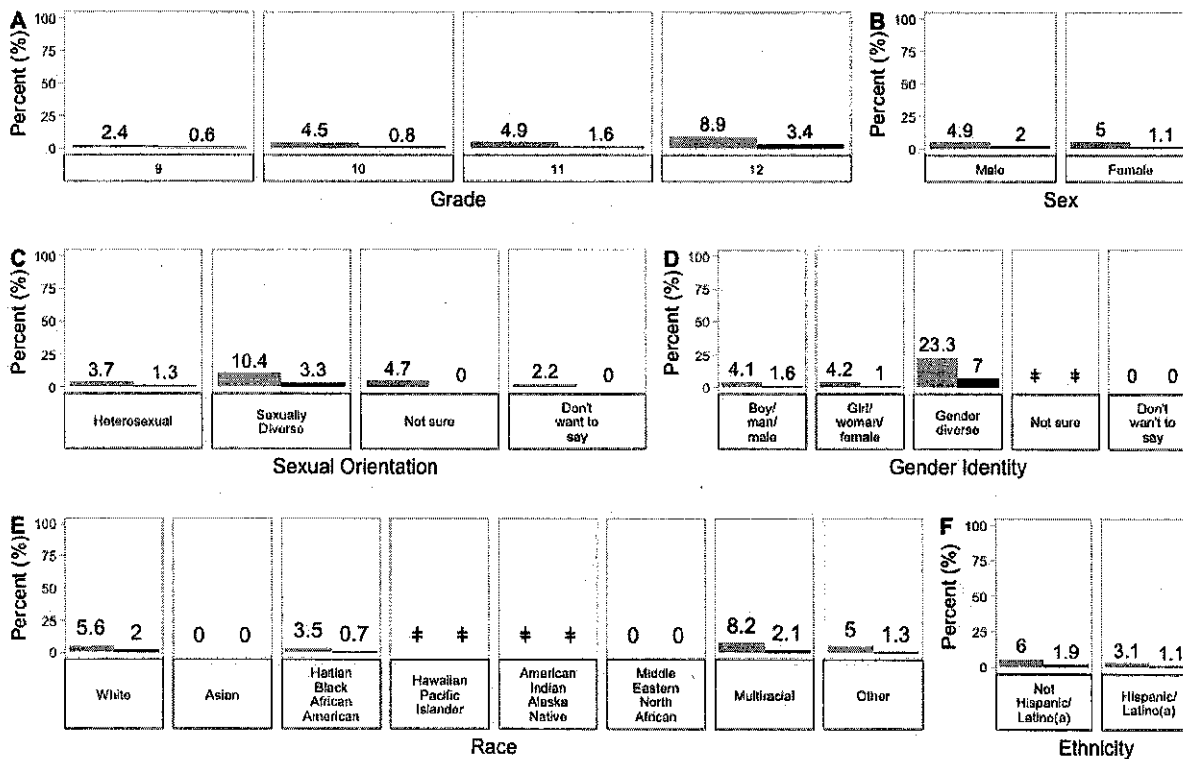 A
Percent (%)
100
75
50
25
0
2.4 0.6
4.5 0.8
4.9 1.6
8.9 3.4
9
10
11
12
Grade
B
Percent (%)
100
75
50
25
0
4.9 2
5 1.1
Male
Female
Sex
C
Percent (%)
100
75
50
25
0
3.7 1.3
10.4 3.3
4.7 0
2.2 0
Heterosexual
Sexually
Diverse
Not sure
Don't
want to
say
Sexual Orientation
D
Percent (%)
100
75
50
25
0
4.1 1.6
4.2 1
23.3 7
ǂ ǂ
0 0
Boy/
man/
male
Girl/
woman/
female
Gender
diverse
Not sure
Don't
wan't to
say
Gender Identity
E
Percent (%)
100
75
50
25
0
5.6 2
0 0
3.5 0.7
ǂ ǂ
ǂ ǂ
0 0
8.2 2.1
5 1.3
White
Asian
Haitian
Black
African
American
Hawaiian
Pacific
Islander
American
Indian
Alaska
Native
Middle
Eastern
North
African
Multiracial
Other
Race
F
Percent (%)
100
75
50
25
0
6 1.9
3.1 1.1
Not
Hispanic/
Latino(a)
Hispanic/
Latino(a)
Ethnicity